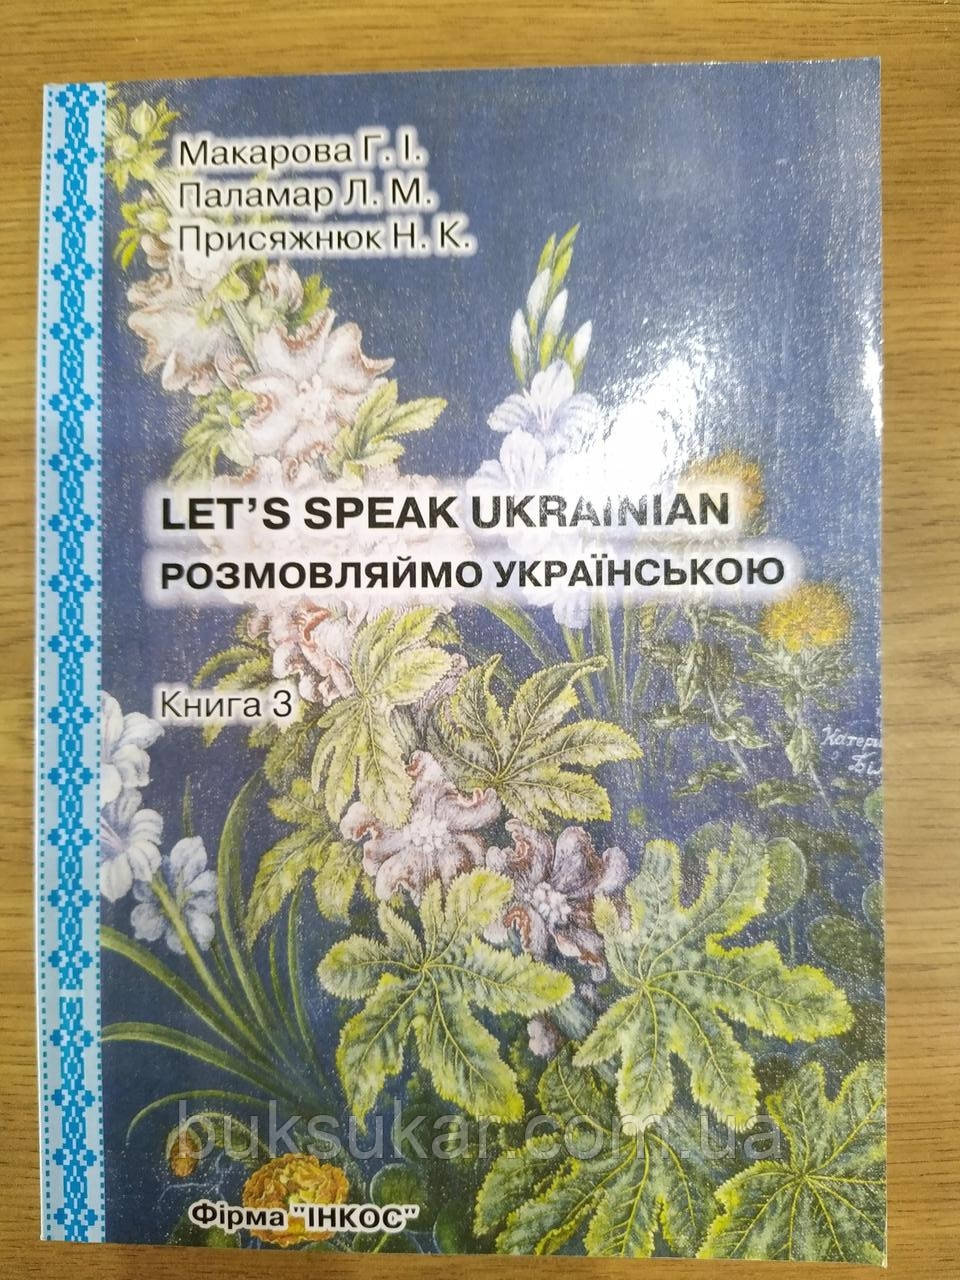 Макарова Г. І.
Паламар Л. М.
Присяжнюк Н. К.
LET'S SPEAK UKRAINIAN
РОЗМОВЛЯЙМО УКРАЇНСЬКОЮ
Книга 3
buksukar.com.ua
Фірма "ІНКОС"